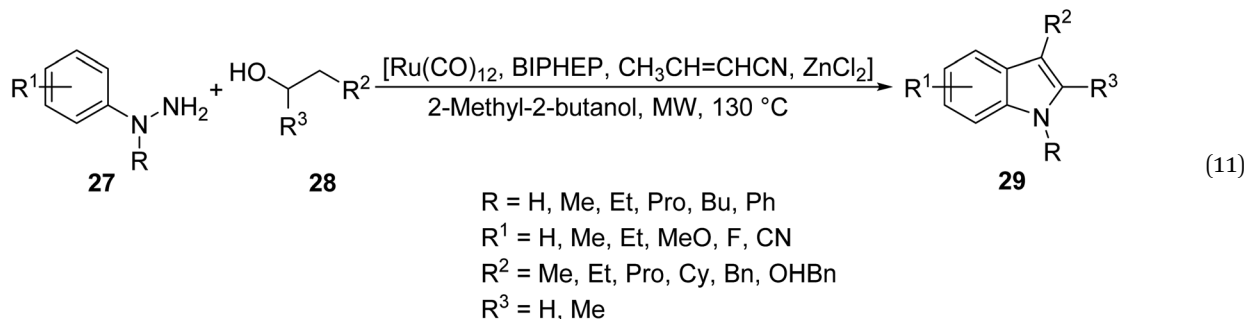 R² R²
HO [Ru(CO)₁₂, BIPHEP, CH₃CH=CHCN, ZnCl₂]
R¹ + R² R¹ R³
N NH₂ R³ 2-Methyl-2-butanol, MW, 130 °C N
R R
27 28 29 (11)
R = H, Me, Et, Pro, Bu, Ph
R¹ = H, Me, Et, MeO, F, CN
R² = Me, Et, Pro, Cy, Bn, OHBn
R³ = H, Me